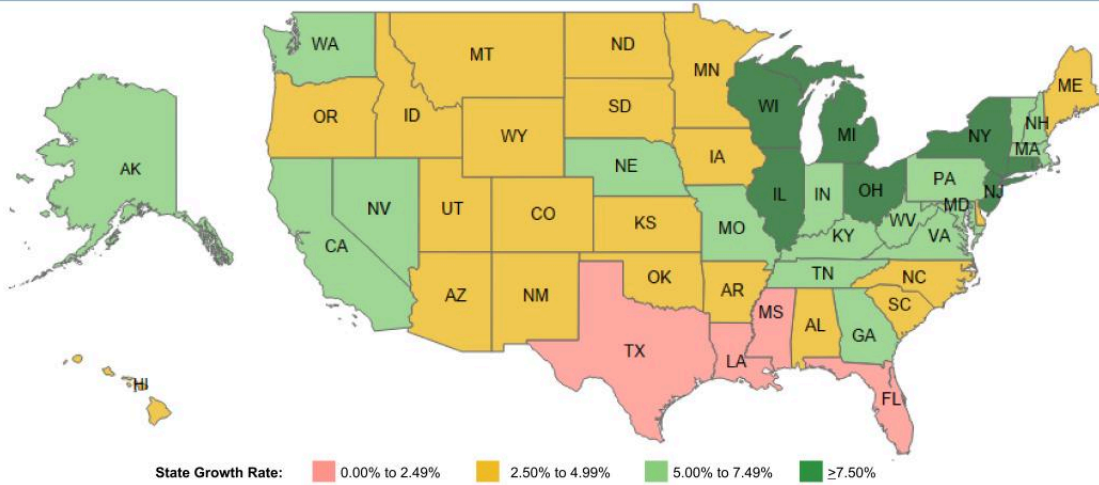 WA
MT
ND
MN
ME
OR
ID
SD
WI
NH
WY
MI
NY
MA
AK
IA
NE
PA
NJ
NV
UT
CO
IL
IN
OH
MD
CA
KS
MO
WV
VA
KY
AZ
NM
OK
AR
TN
NC
SC
MS
AL
GA
TX
LA
HI
FL
State Growth Rate: 0.00% to 2.49% 2.50% to 4.99% 5.00% to 7.49% ≥7.50%